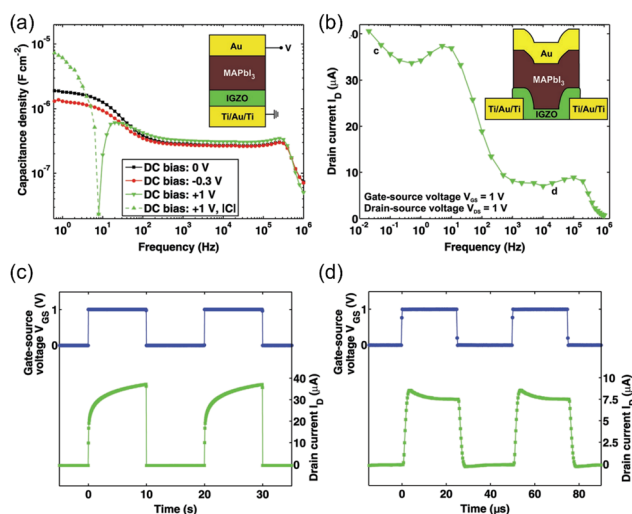 (a)
Capacitance density (F cm⁻²)
10⁻⁵
10⁻⁶
10⁻⁷
Au
V
MAPbI₃
IGZO
Ti/Au/Ti
DC bias: 0 V
DC bias: -0.3 V
DC bias: +1 V
DC bias: +1 V, |C|
10⁰ 10¹ 10² 10³ 10⁴ 10⁵ 10⁶
Frequency (Hz)
(b)
Drain current I_D (µA)
40
30
20
10
0
c
d
Au
MAPbI₃
Ti/Au/Ti
IGZO
Ti/Au/Ti
Gate-source voltage V_GS = 1 V
Drain-source voltage V_DS = 1 V
10⁻² 10⁻¹ 10⁰ 10¹ 10² 10³ 10⁴ 10⁵ 10⁶
Frequency (Hz)
(c)
Gate-source
voltage V_GS (V)
1
0
40
30
20
10
0
Drain current I_D (µA)
0 10 20 30
Time (s)
(d)
Gate-source
voltage V_GS (V)
1
0
10
7.5
5
2.5
0
Drain current I_D (µA)
0 20 40 60 80
Time (µs)